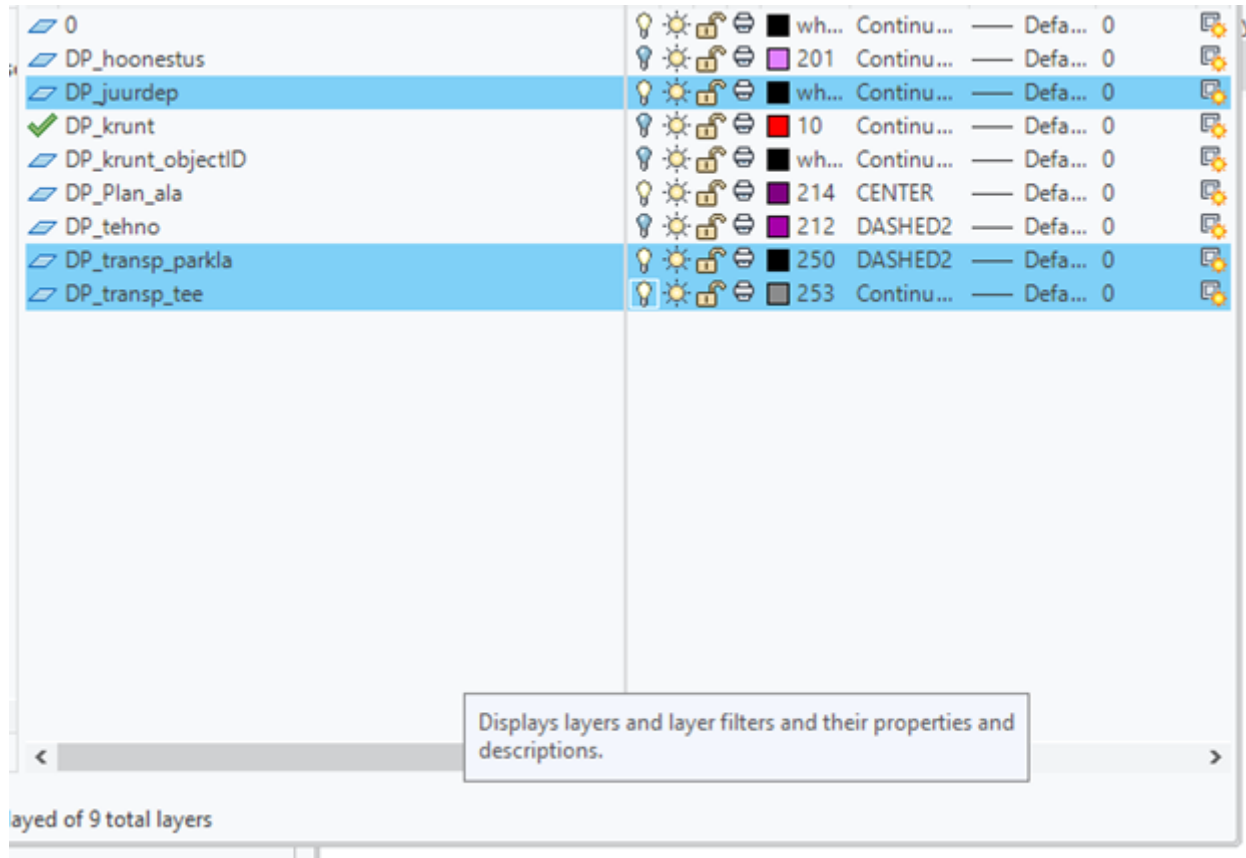 0 wh... Continu... Defa... 0
DP_hoonestus 201 Continu... Defa... 0
DP_juurdep wh... Continu... Defa... 0
DP_krunt 10 Continu... Defa... 0
DP_krunt_objectID wh... Continu... Defa... 0
DP_Plan_ala 214 CENTER Defa... 0
DP_tehno 212 DASHED2 Defa... 0
DP_transp_parkla 250 DASHED2 Defa... 0
DP_transp_tee 253 Continu... Defa... 0
Displays layers and layer filters and their properties and
descriptions.
ayed of 9 total layers